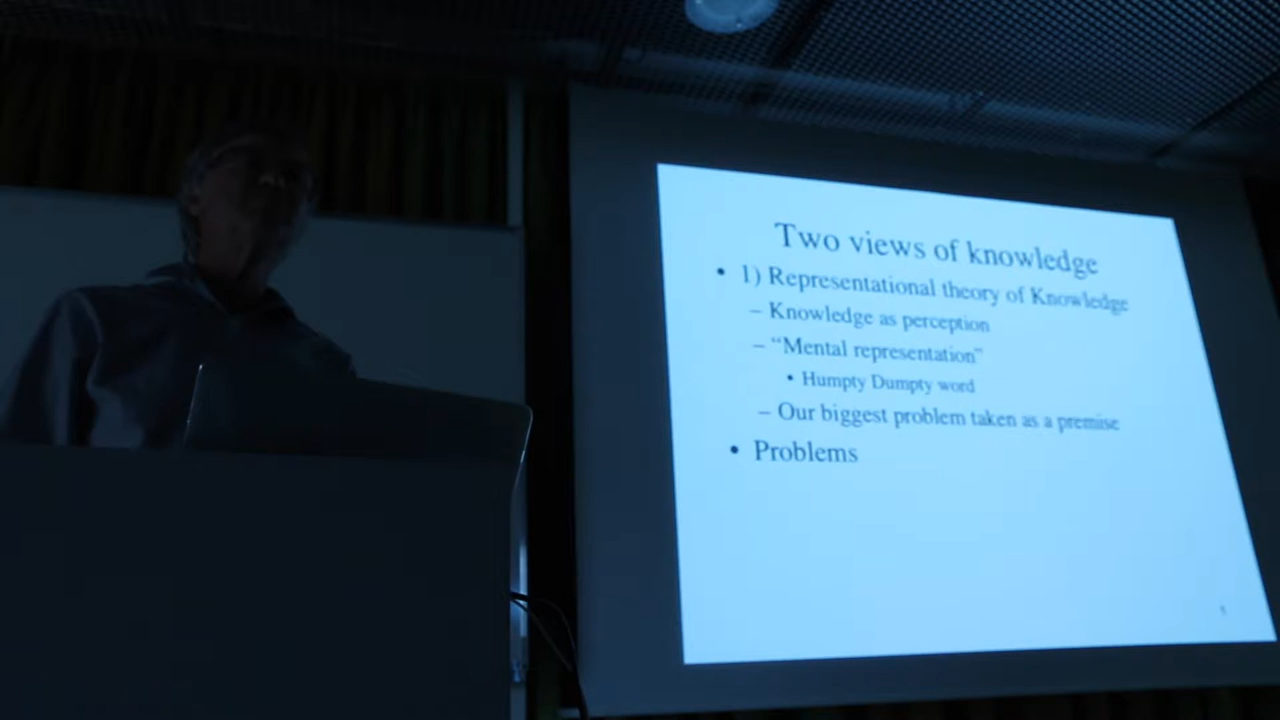 Two views of knowledge
• 1) Representational theory of Knowledge
– Knowledge as perception
– “Mental representation”
• Humpty Dumpty word
– Our biggest problem taken as a premise
• Problems